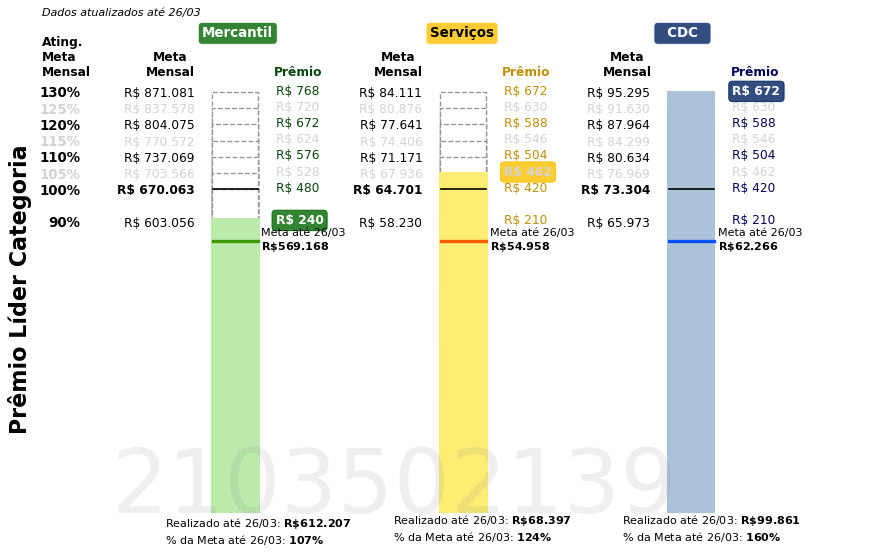 Dados atualizados até 26/03
Mercantil Serviços CDC
Ating. Meta Mensal
Meta Mensal Prêmio Meta Mensal Prêmio Meta Mensal Prêmio
130% R$ 871.081 R$ 768 R$ 84.111 R$ 672 R$ 95.295 R$ 672
125% R$ 837.578 R$ 720 R$ 80.876 R$ 630 R$ 91.630 R$ 630
120% R$ 804.075 R$ 672 R$ 77.641 R$ 588 R$ 87.964 R$ 588
115% R$ 770.572 R$ 624 R$ 74.406 R$ 546 R$ 84.299 R$ 546
110% R$ 737.069 R$ 576 R$ 71.171 R$ 504 R$ 80.634 R$ 504
105% R$ 703.566 R$ 528 R$ 67.936 R$ 462 R$ 76.969 R$ 462
100% R$ 670.063 R$ 480 R$ 64.701 R$ 420 R$ 73.304 R$ 420
90% R$ 603.056 R$ 240 R$ 58.230 R$ 210 R$ 65.973 R$ 210
Meta até 26/03 Meta até 26/03 Meta até 26/03
R$569.168 R$54.958 R$62.266
Prêmio Líder Categoria
2103502139
Realizado até 26/03: R$612.207 Realizado até 26/03: R$68.397 Realizado até 26/03: R$99.861
% da Meta até 26/03: 107% % da Meta até 26/03: 124% % da Meta até 26/03: 160%